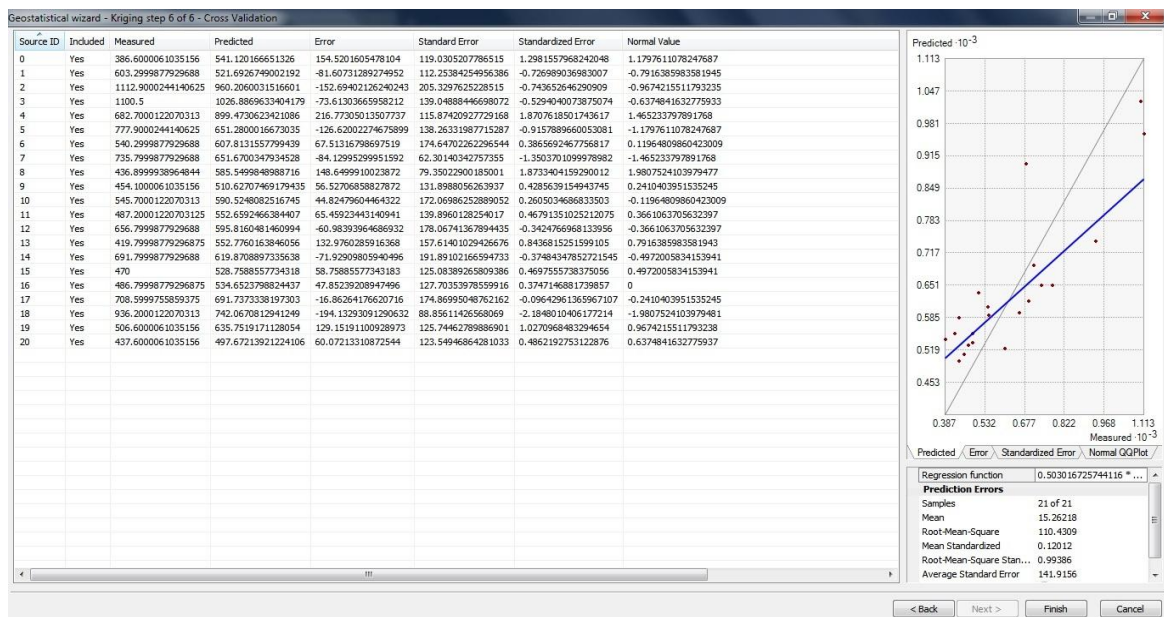 Geostatistical wizard - Kriging step 6 of 6 - Cross Validation
Source ID Included Measured Predicted Error Standard Error Standardized Error Normal Value
0 Yes 386.6000061035156 541.120166651326 154.5201605478104 119.0305207786515 1.2981557968242048 1.1797611078247687
1 Yes 603.2999877929688 521.6926749002192 -81.60731289274952 112.25384254956386 -0.726989036983007 -0.7916385983581945
2 Yes 1112.9000244140625 960.2060031516601 -152.69402126240243 205.3297625228515 -0.743652646290909 -0.9674215511793235
3 Yes 1100.5 1026.8869633404179 -73.61303665958212 139.04888446698072 -0.5294040073875074 -0.6374841632775933
4 Yes 682.7000122070313 899.4730623421086 216.77305013507737 115.87420927729168 1.8707618501743617 1.465233797891768
5 Yes 777.9000244140625 651.2800016673035 -126.62002274675899 138.26331987715287 -0.9157889660053081 -1.1797611078247687
6 Yes 540.2999877929688 607.8131557799439 67.51316798697519 174.64702262296544 0.3865692467756817 0.11964809860423009
7 Yes 735.7999877929688 651.6700347934528 -84.12995299951592 62.30140342757355 -1.3503701099978982 -1.465233797891768
8 Yes 436.8999938964844 585.5499848988716 148.6499910023872 79.35022900185001 1.8733404159290012 1.9807524103979477
9 Yes 454.1000061035156 510.62707469179435 56.52706858827872 131.8988056263937 0.4285639154943745 0.2410403951535245
10 Yes 545.7000122070313 590.5248082516745 44.82479604464322 172.06986252889052 0.2605034686833503 -0.11964809860423009
11 Yes 487.20001220703125 552.6592466384407 65.45923443140941 139.8960128254017 0.46791351025212075 0.3661063705632397
12 Yes 656.7999877929688 595.8160481460994 -60.98393964686932 178.06741367894435 -0.3424766968133956 -0.3661063705632397
13 Yes 419.79998779296875 552.7760163846056 132.9760285916368 157.61401029426676 0.8436815251599105 0.7916385983581943
14 Yes 691.7999877929688 619.8708897335638 -71.92909805940496 191.89102166594733 -0.37484347852721545 -0.4972005834153941
15 Yes 470 528.7588557734318 58.75885577343183 125.08389265809386 0.4697555738375056 0.4972005834153941
16 Yes 486.79998779296875 534.6523798824437 47.85239208947496 127.70353978559916 0.3747146881739857 0
17 Yes 708.5999755859375 691.7373338197303 -16.86264176620716 174.86995048762162 -0.09642961365967107 -0.2410403951535245
18 Yes 936.2000122070313 742.0670812941249 -194.13293091290632 88.85611426568069 -2.1848010406177214 -1.9807524103979481
19 Yes 506.6000061035156 635.7519171128054 129.15191100928973 125.74462789886901 1.0270968483294654 0.9674215511793238
20 Yes 437.6000061035156 497.67213921224106 60.07213310872544 123.54946864281033 0.4862192753122876 0.6374841632775937
Predicted ·10-3
1.113
1.047
0.981
0.915
0.849
0.783
0.717
0.651
0.585
0.519
0.453
0.387 0.532 0.677 0.822 0.968 1.113
Measured ·10-3
Predicted Error Standardized Error Normal QQPlot
Regression function 0.503016725744116 * ...
Prediction Errors
Samples 21 of 21
Mean 15.26218
Root-Mean-Square 110.4309
Mean Standardized 0.12012
Root-Mean-Square Stan... 0.99386
Average Standard Error 141.9156
< Back Next > Finish Cancel